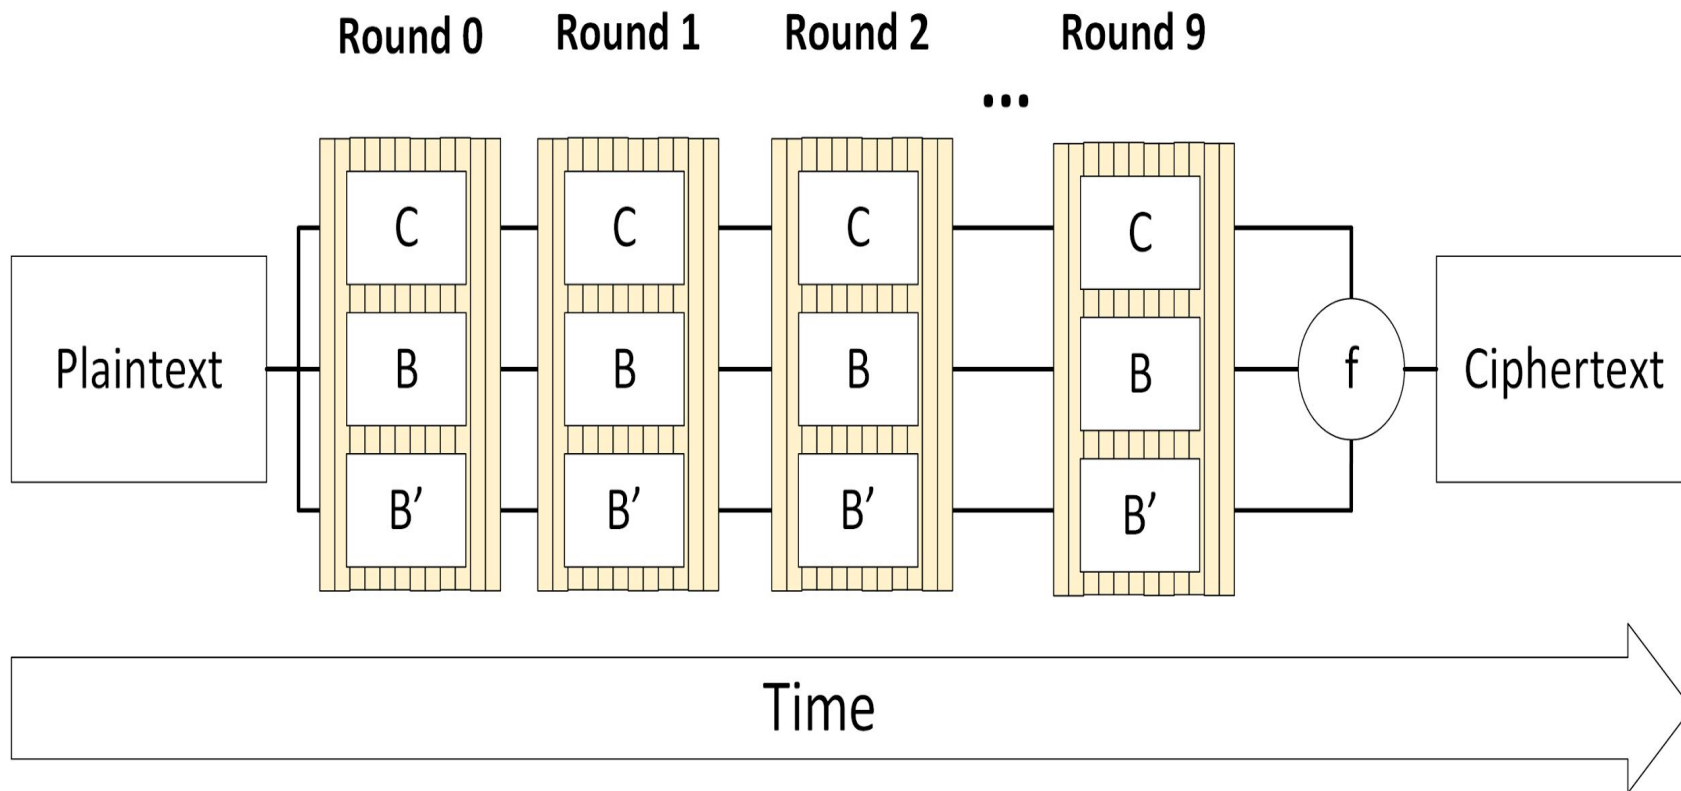 Round 0 Round 1 Round 2 Round 9
...
C C C C
Plaintext B B B B f Ciphertext
B′ B′ B′ B′
Time